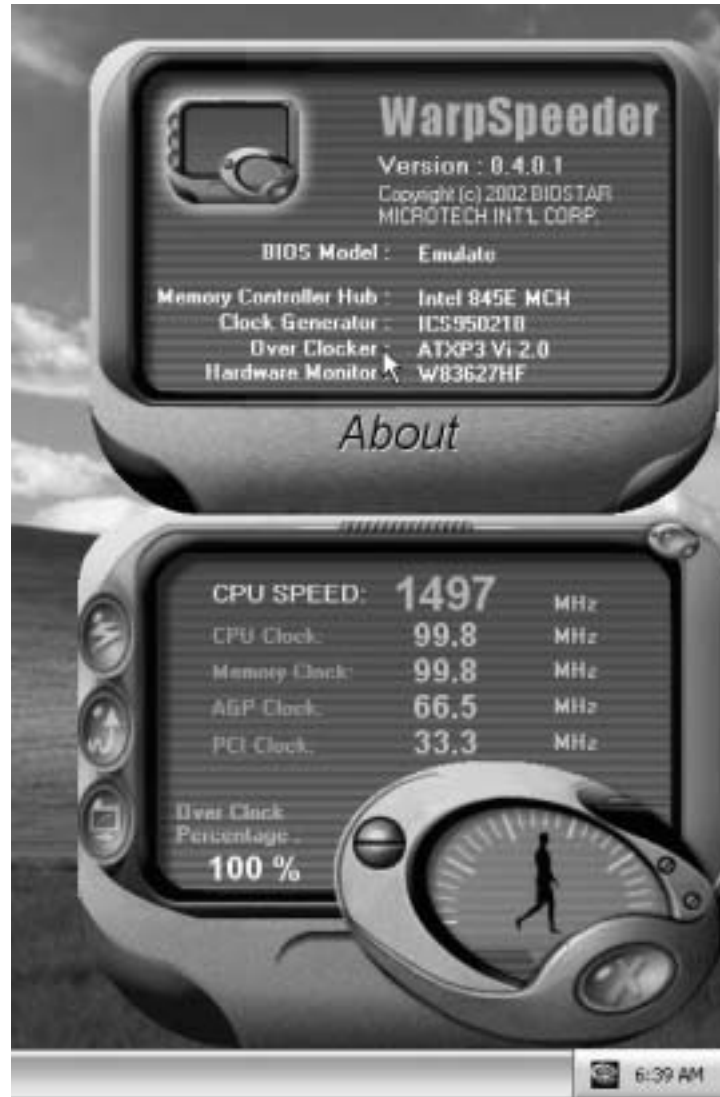 WarpSpeeder
Version : 0.4.0.1
Copyright (c) 2002 BIOSTAR
MICROTECH INT'L CORP.
BIOS Model : Emulate
Memory Controller Hub : Intel 845E MCH
Clock Generator : ICS950218
Over Clocker : ATXP3 Vi-2.0
Hardware Monitor : W83627HF
About
CPU SPEED: 1497 MHz
CPU Clock: 99.8 MHz
Memory Clock: 99.8 MHz
AGP Clock: 66.5 MHz
PCI Clock: 33.3 MHz
Over Clock
Percentage :
100 %
6:39 AM